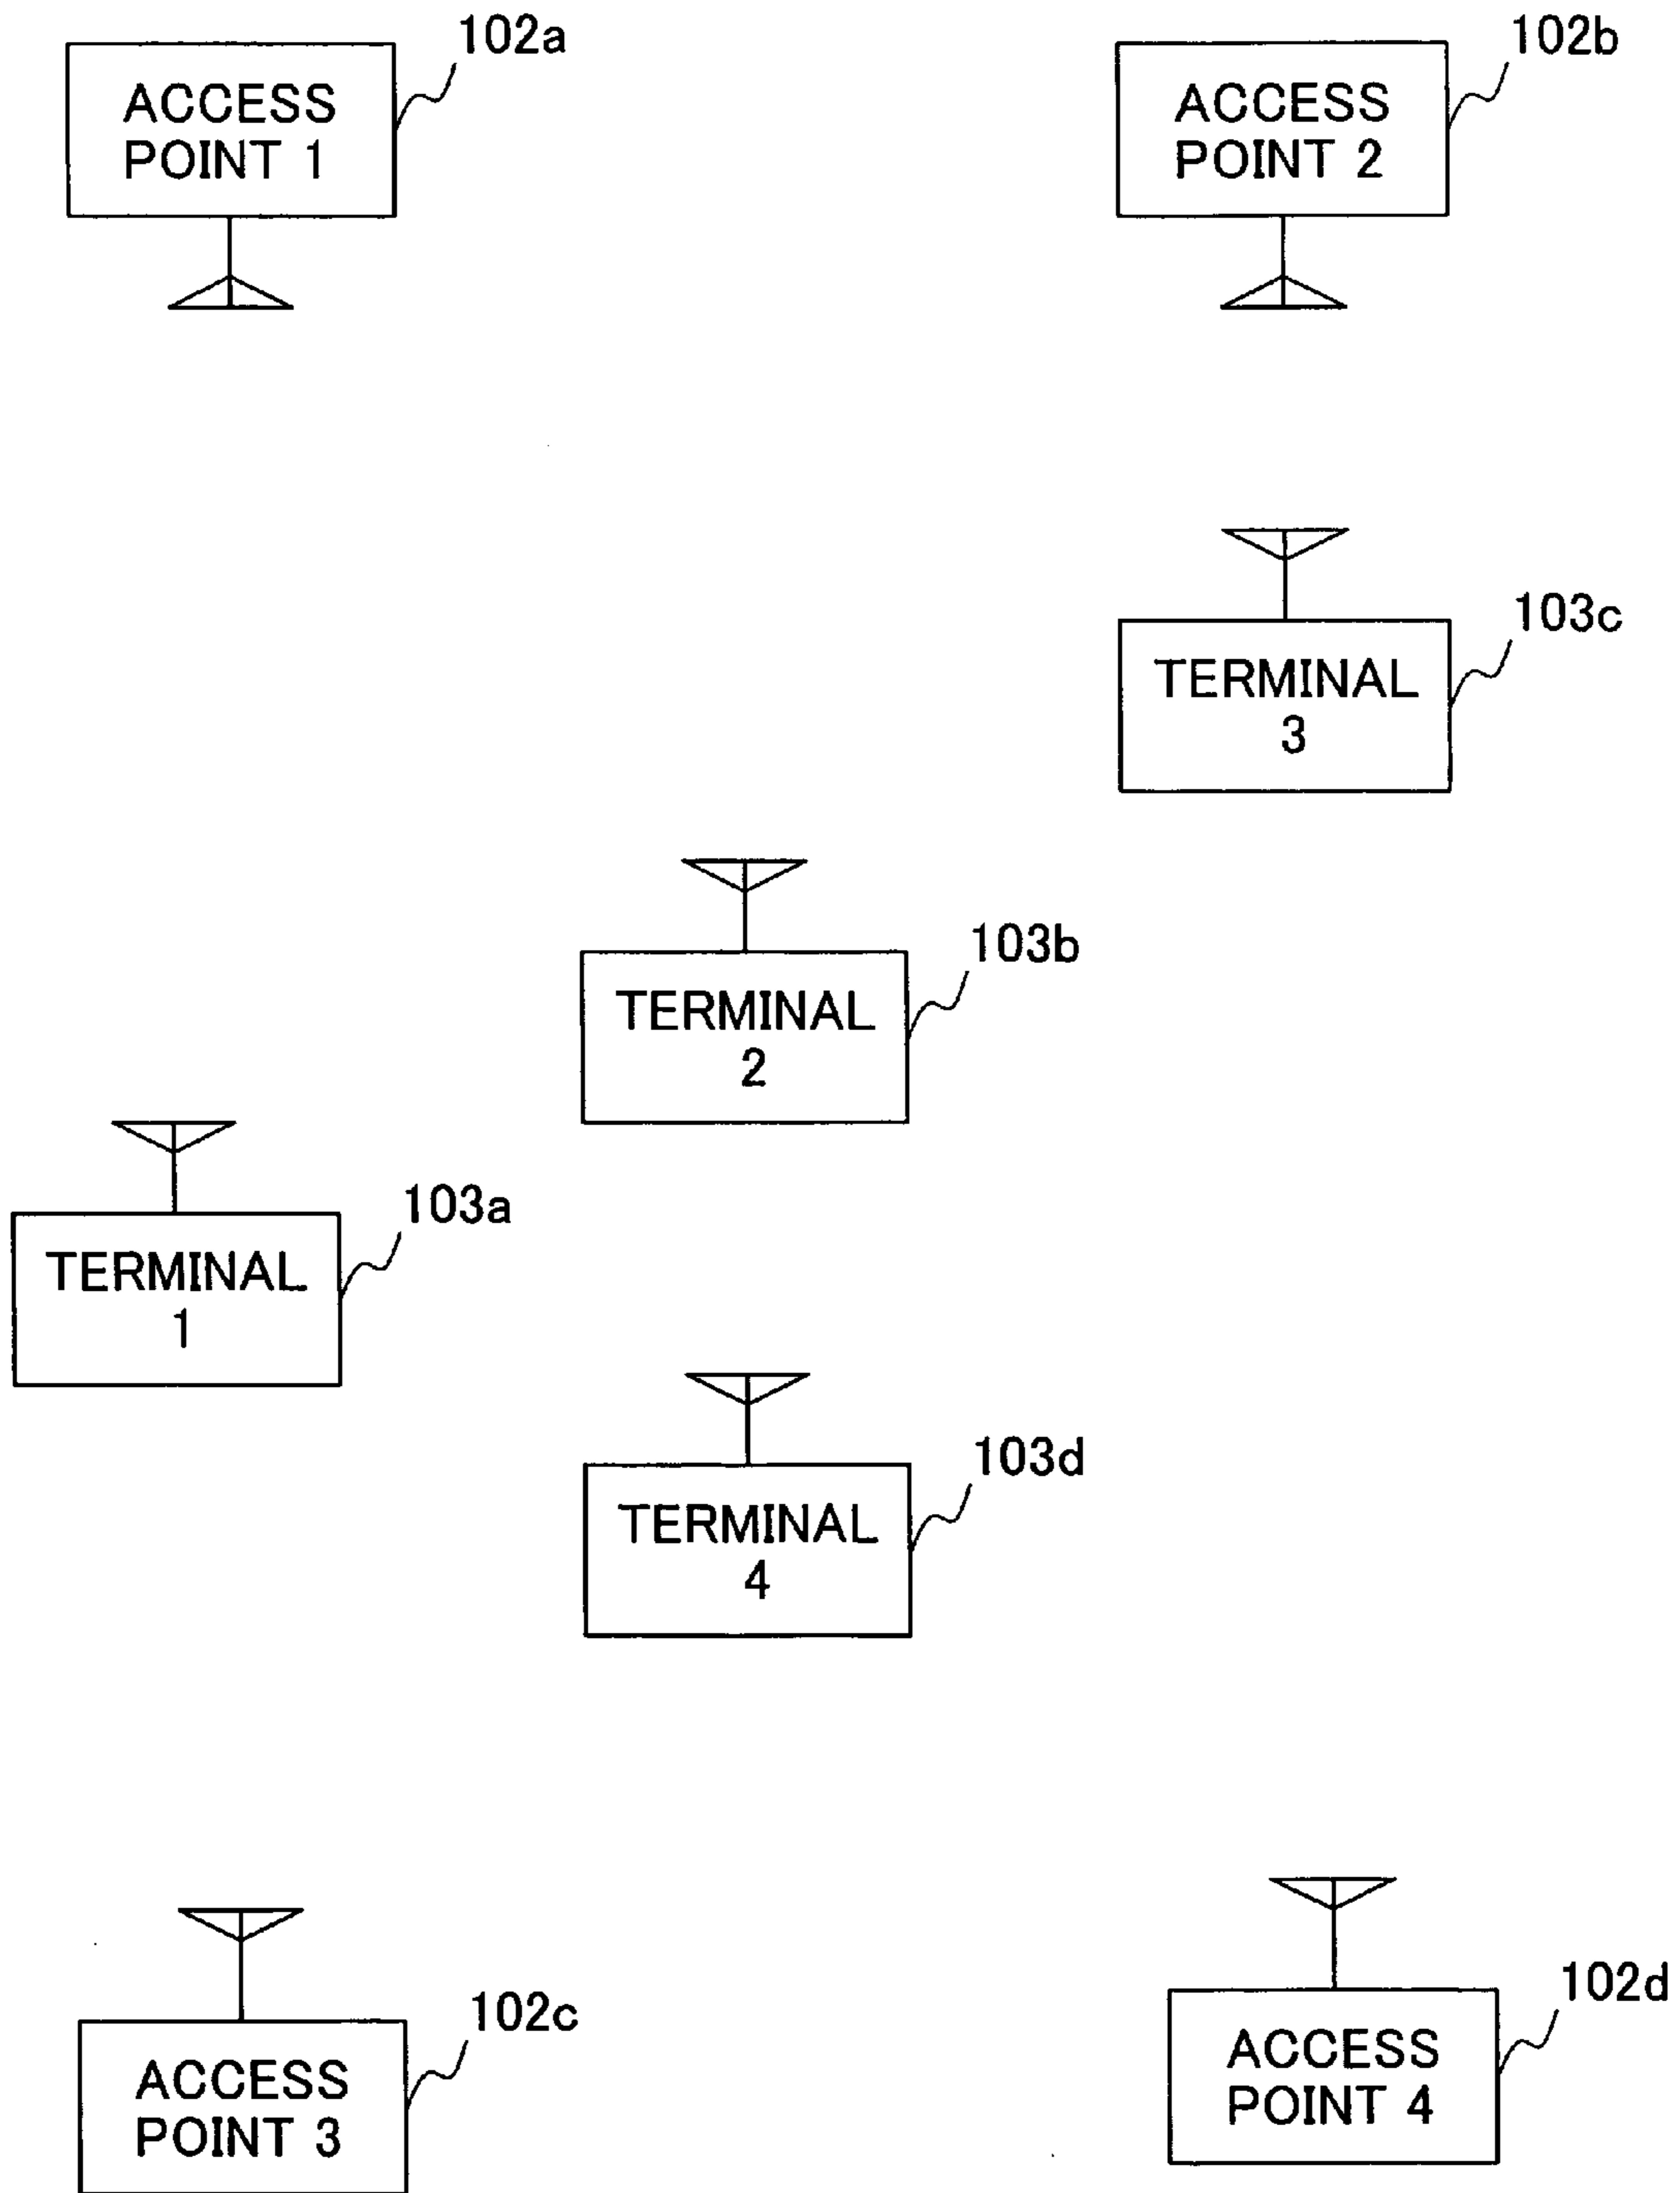 102a
ACCESS
POINT 1
102b
ACCESS
POINT 2
103c
TERMINAL
3
103b
TERMINAL
2
103a
TERMINAL
1
103d
TERMINAL
4
102c
ACCESS
POINT 3
102d
ACCESS
POINT 4